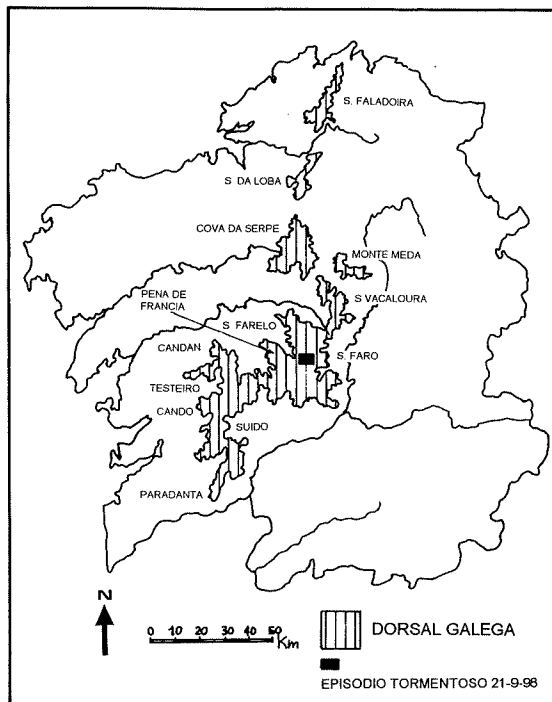 S. FALADOIRA
S. DA LOBA
COVA DA SERPE
MONTE MEDA
PENA DE
FRANCIA
S VACALOURA
S. FARELO
CANDAN
S. FARO
TESTEIRO
CANDO
SUIDO
PARADANTA
N
0 10 20 30 40 50 Km
DORSAL GALEGA
EPISODIO TORMENTOSO 21-9-98